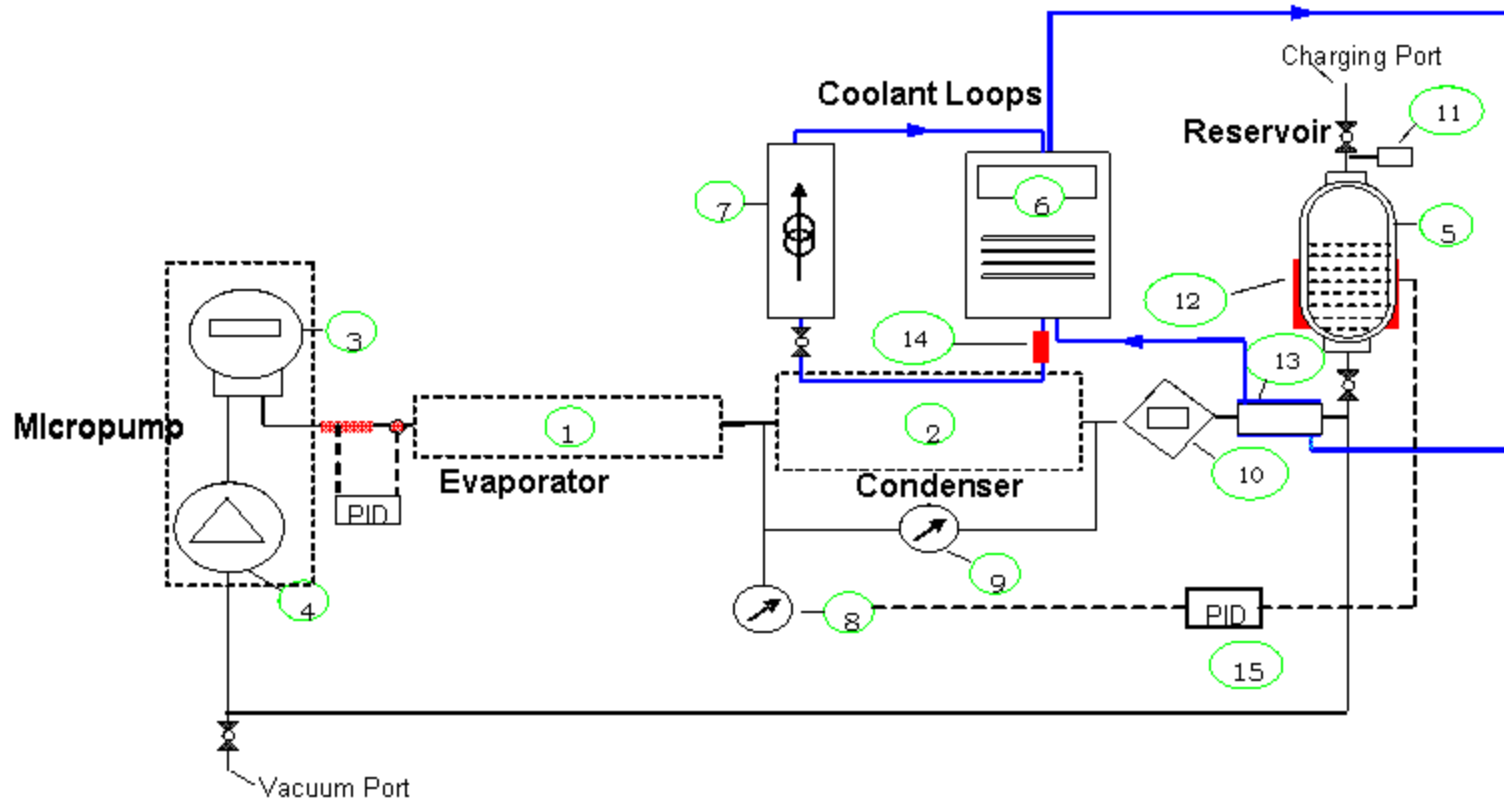 Charging Port
Coolant Loops
11
Reservoir
7
6
5
12
3
14
13
Micropump
1
2
Evaporator
Condenser
10
PID
9
4
8
PID
15
Vacuum Port